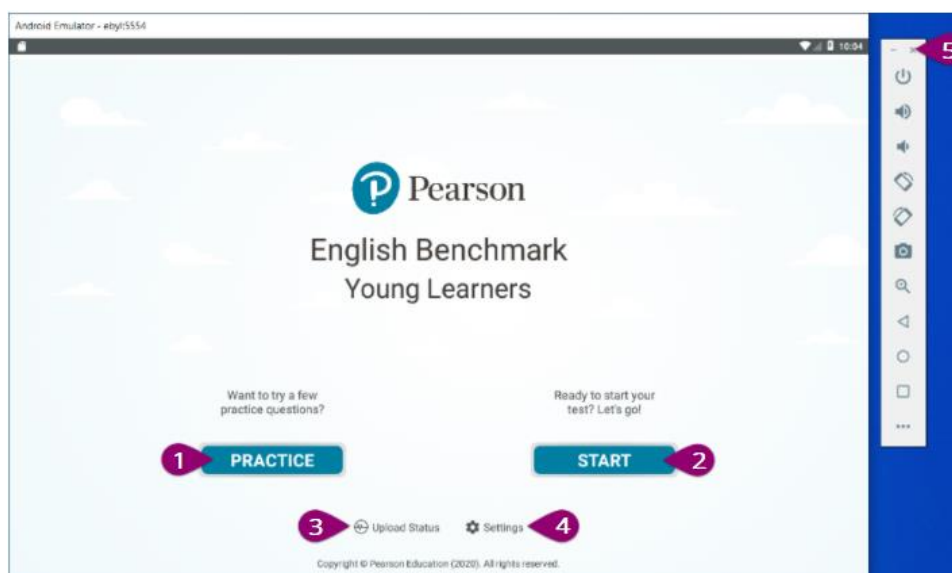 Android Emulator - ebyl:5554
10:04
5
Pearson
English Benchmark
Young Learners
Want to try a few
practice questions?
Ready to start your
test? Let's go!
1
PRACTICE
START
2
3
Upload Status
Settings
4
Copyright © Pearson Education (2020). All rights reserved.